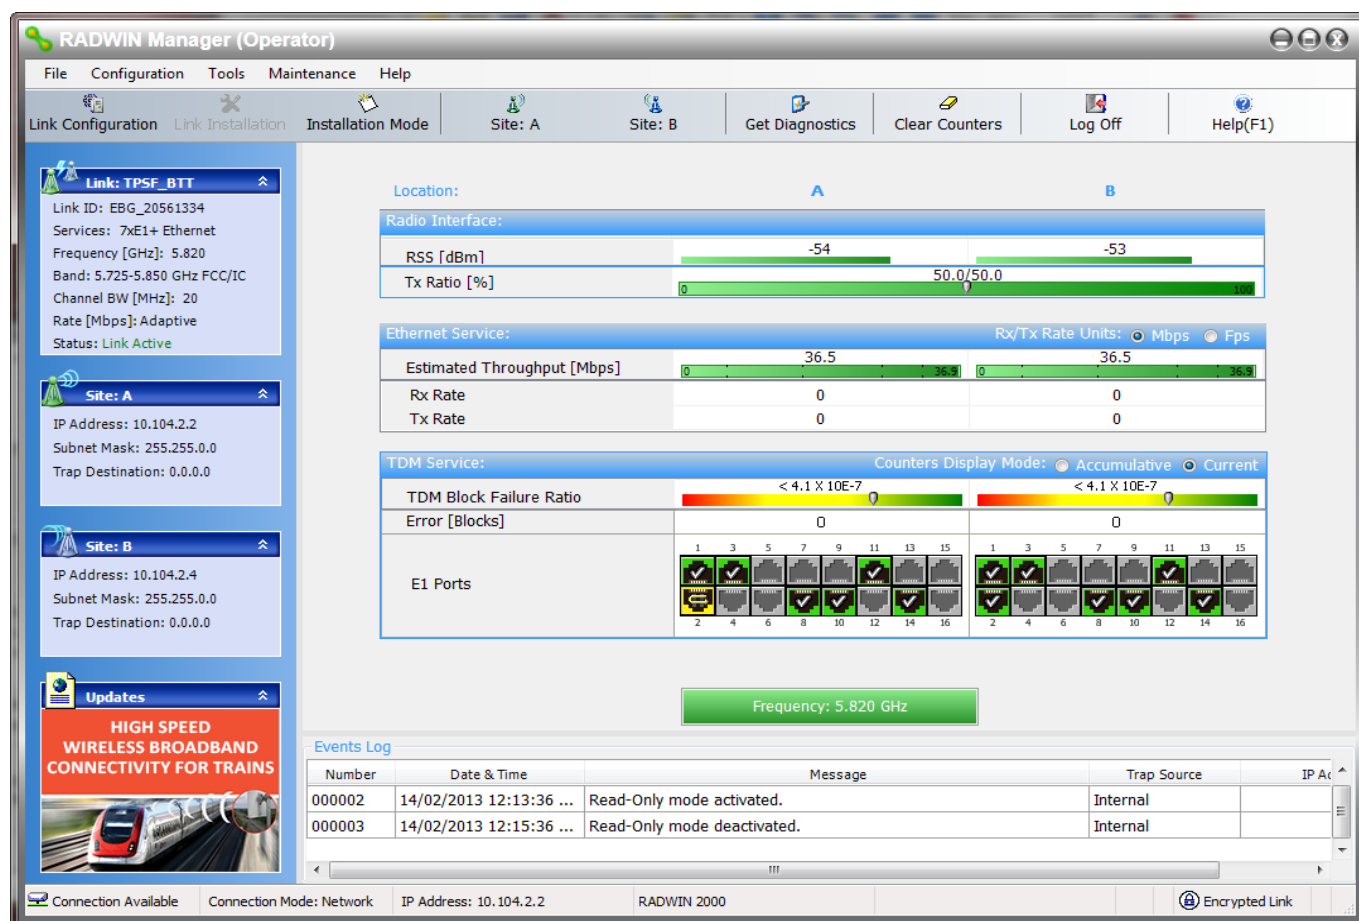 RADWIN Manager (Operator)
File Configuration Tools Maintenance Help
Link Configuration Link Installation Installation Mode Site: A Site: B Get Diagnostics Clear Counters Log Off Help(F1)
Link: TPSF_BTT
Link ID: EBG_20561334
Services: 7xE1+ Ethernet
Frequency [GHz]: 5.820
Band: 5.725-5.850 GHz FCC/IC
Channel BW [MHz]: 20
Rate [Mbps]: Adaptive
Status: Link Active
Site: A
IP Address: 10.104.2.2
Subnet Mask: 255.255.0.0
Trap Destination: 0.0.0.0
Site: B
IP Address: 10.104.2.4
Subnet Mask: 255.255.0.0
Trap Destination: 0.0.0.0
Updates
HIGH SPEED
WIRELESS BROADBAND
CONNECTIVITY FOR TRAINS
Location: A B
Radio Interface:
RSS [dBm] -54 -53
Tx Ratio [%] 50.0/50.0
0 100
Ethernet Service: Rx/Tx Rate Units: Mbps Fps
Estimated Throughput [Mbps] 36.5 36.5
0 36.9 0 36.9
Rx Rate 0 0
Tx Rate 0 0
TDM Service: Counters Display Mode: Accumulative Current
TDM Block Failure Ratio < 4.1 X 10E-7 < 4.1 X 10E-7
Error [Blocks] 0 0
1 3 5 7 9 11 13 15 1 3 5 7 9 11 13 15
E1 Ports
2 4 6 8 10 12 14 16 2 4 6 8 10 12 14 16
Frequency: 5.820 GHz
Events Log
Number Date & Time Message Trap Source IP Ac
000002 14/02/2013 12:13:36 ... Read-Only mode activated. Internal
000003 14/02/2013 12:15:36 ... Read-Only mode deactivated. Internal
Connection Available Connection Mode: Network IP Address: 10.104.2.2 RADWIN 2000 Encrypted Link